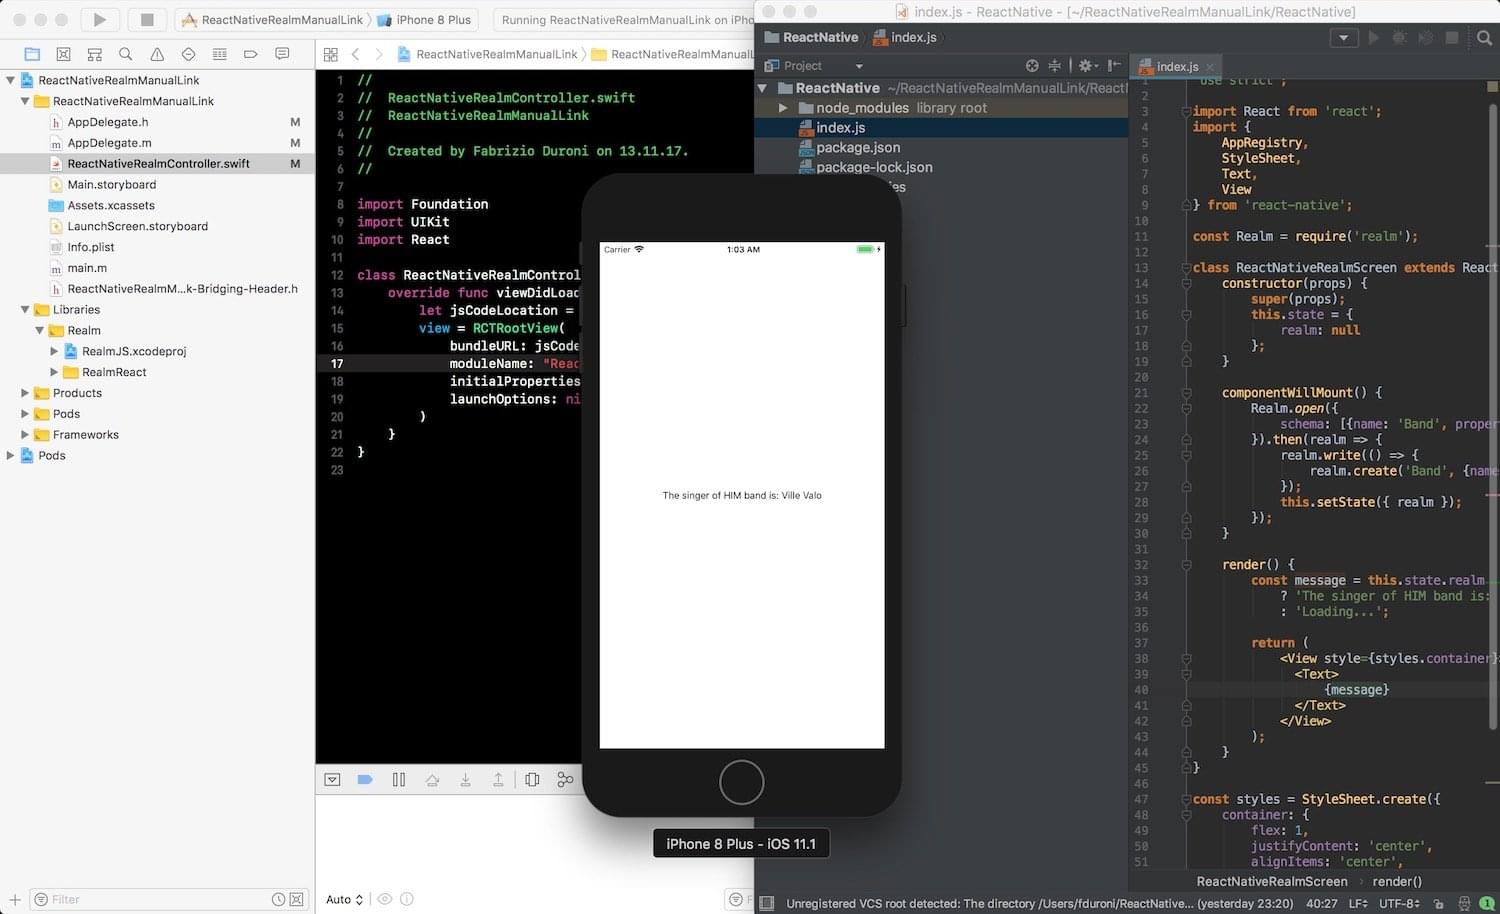 ReactNativeRealmManualLink
iPhone 8 Plus
Running ReactNativeRealmManualLink on iPho
ReactNativeRealmManualLink
ReactNativeRealmManualLink
AppDelegate.h
M
AppDelegate.m
M
ReactNativeRealmController.swift
M
Main.storyboard
Assets.xcassets
LaunchScreen.storyboard
Info.plist
main.m
ReactNativeRealmM...k-Bridging-Header.h
Libraries
Realm
RealmJS.xcodeproj
RealmReact
Products
Pods
Frameworks
Pods
Filter
ReactNativeRealmManualLink
ReactNativeRealmManual
1 //
2 // ReactNativeRealmController.swift
3 // ReactNativeRealmManualLink
4 //
5 // Created by Fabrizio Duroni on 13.11.17.
6 //
7
8 import Foundation
9 import UIKit
10 import React
11
12 class ReactNativeRealmControl
13 override func viewDidLoad
14 let jsCodeLocation =
15 view = RCTRootView(
16 bundleURL: jsCode
17 moduleName: "Reac
18 initialProperties
19 launchOptions: ni
20 )
21 }
22 }
23
Auto
F
Carrier
1:03 AM
The singer of HIM band is: Ville Valo
iPhone 8 Plus - iOS 11.1
index.js - ReactNative - [~/ReactNativeRealmManualLink/ReactNative]
ReactNative
index.js
Project
ReactNative ~/ReactNativeRealmManualLink/ReactN
node_modules library root
index.js
package.json
package-lock.json
ies
index.js
1 'use strict';
2
3 import React from 'react';
4 import {
5 AppRegistry,
6 StyleSheet,
7 Text,
8 View
9 } from 'react-native';
10
11 const Realm = require('realm');
12
13 class ReactNativeRealmScreen extends React
14 constructor(props) {
15 super(props);
16 this.state = {
17 realm: null
18 };
19 }
20
21 componentWillMount() {
22 Realm.open({
23 schema: [{name: 'Band', proper
24 }).then(realm => {
25 realm.write(() => {
26 realm.create('Band', {name
27 });
28 this.setState({ realm });
29 });
30 }
31
32 render() {
33 const message = this.state.realm
34 ? 'The singer of HIM band is:
35 : 'Loading...';
36
37 return (
38 <View style={styles.container}>
39 <Text>
40 {message}
41 </Text>
42 </View>
43 );
44 }
45 }
46
47 const styles = StyleSheet.create({
48 container: {
49 flex: 1,
50 justifyContent: 'center',
51 alignItems: 'center',
ReactNativeRealmScreen
render()
Unregistered VCS root detected: The directory /Users/fduroni/ReactNative... (yesterday 23:20)
40:27
LF
UTF-8
1